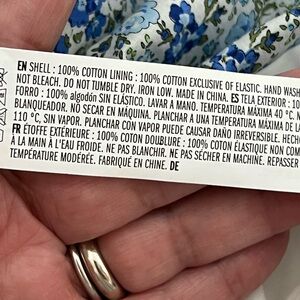 EN SHELL : 100% COTTON LINING : 100% COTTON EXCLUSIVE OF ELASTIC. HAND WASH
NOT BLEACH, DO NOT TUMBLE DRY. IRON LOW. MADE IN CHINA. ES TELA EXTERIOR : 10
FORRO : 100% algodón SIN ELÁSTICO. LAVAR A MANO. TEMPERATURA MÁXIMA 40 °C. N
BLANQUEADOR. NO SECAR EN MÁQUINA. PLANCHAR A UNA TEMPERATURA MÁXIMA DE LA
110 °C, SIN VAPOR. PLANCHAR CON VAPOR PUEDE CAUSAR DAÑO IRREVERSIBLE. HECHO
FR ÉTOFFE EXTÉRIEURE : 100% COTON DOUBLURE : 100% COTON EXCLUSIVE
À LA MAIN À L'EAU FROIDE. NE PAS BLANCHIR. NE PAS SÉCHER EN MACHINE. REPASSER
TEMPÉRATURE MODÉRÉE. FABRIQUÉ EN CHINE. DE